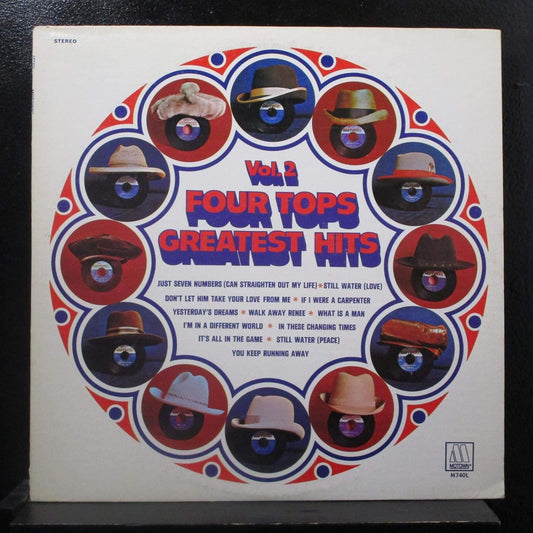 STEREO
Vol. 2
FOUR TOPS
GREATEST HITS
JUST SEVEN NUMBERS (CAN STRAIGHTEN OUT MY LIFE) * STILL WATER (LOVE)
DON'T LET HIM TAKE YOUR LOVE FROM ME * IF I WERE A CARPENTER
YESTERDAY'S DREAMS * WALK AWAY RENEE * WHAT IS A MAN
I'M IN A DIFFERENT WORLD * IN THESE CHANGING TIMES
IT'S ALL IN THE GAME * STILL WATER (PEACE)
YOU KEEP RUNNING AWAY
M
MOTOWN
M740L